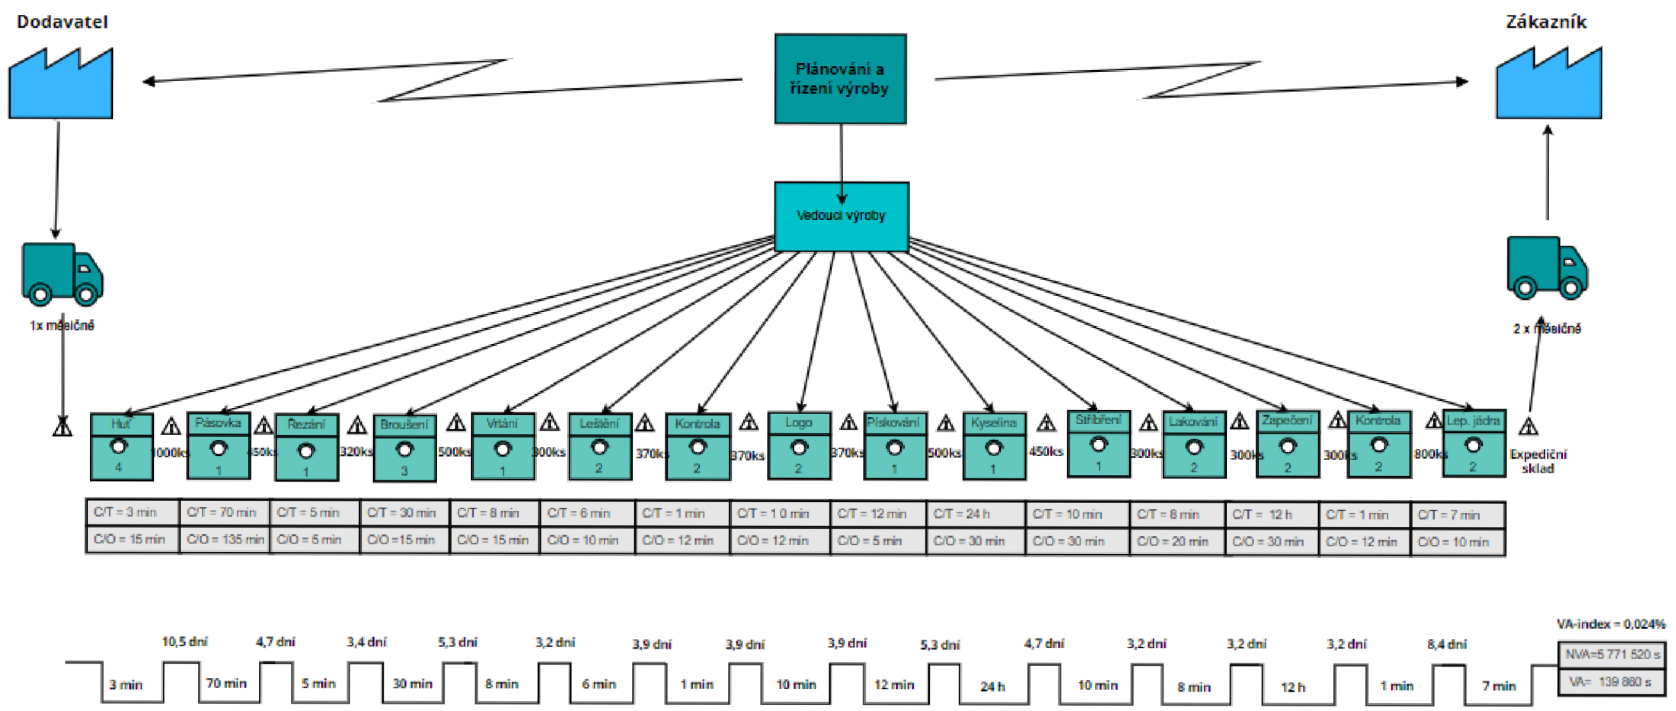 Dodavatel
Zákazník
Plánování a
řízení výroby
Vedoucí výroby
1x měsíčně
2 x měsíčně
Huť
Pásovka
Řezání
Broušení
Vrtání
Leštění
Kontrola
Logo
Pískování
Kyselina
Stříbření
Lakování
Zapečení
Kontrola
Lep. jádra
4
1000ks
1
450ks
1
320ks
3
500ks
1
300ks
2
370ks
2
370ks
2
370ks
1
500ks
1
450ks
1
300ks
2
300ks
2
300ks
2
800ks
2
Expediční
sklad
C/T = 3 min
C/T = 70 min
C/T = 5 min
C/T = 30 min
C/T = 8 min
C/T = 6 min
C/T = 1 min
C/T = 1 0 min
C/T = 12 min
C/T = 24 h
C/T = 10 min
C/T = 8 min
C/T = 12 h
C/T = 1 min
C/T = 7 min
C/O = 15 min
C/O = 135 min
C/O = 5 min
C/O =15 min
C/O = 15 min
C/O = 10 min
C/O = 12 min
C/O = 12 min
C/O = 5 min
C/O = 30 min
C/O = 30 min
C/O = 20 min
C/O = 30 min
C/O = 12 min
C/O = 10 min
VA-index = 0,024%
10,5 dní
4,7 dní
3,4 dní
5,3 dní
3,2 dní
3,9 dní
3,9 dní
3,9 dní
5,3 dní
4,7 dní
3,2 dní
3,2 dní
3,2 dní
8,4 dní
NVA=5 771 520 s
VA= 139 860 s
3 min
70 min
5 min
30 min
8 min
6 min
1 min
10 min
12 min
24 h
10 min
8 min
12 h
1 min
7 min